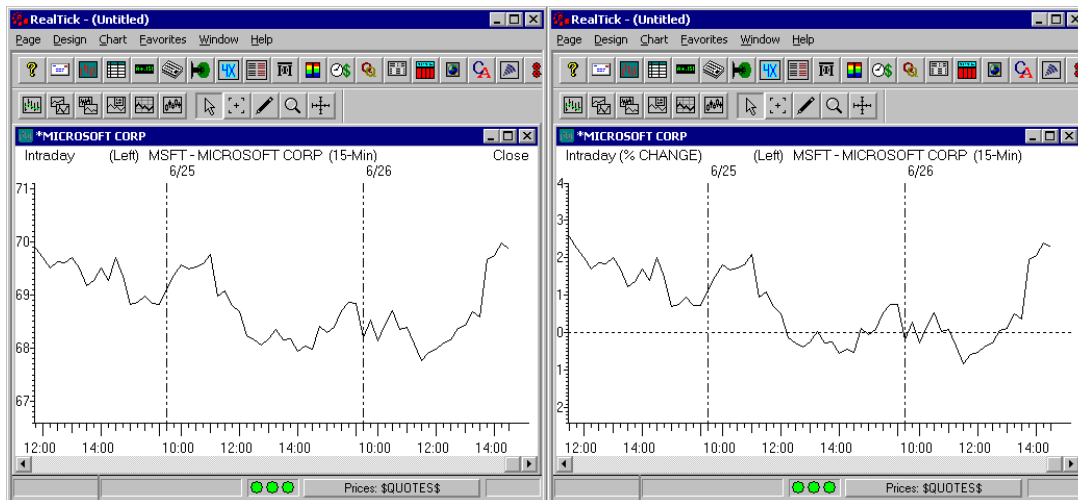 RealTick - (Untitled)
Page Design Chart Favorites Window Help
*MICROSOFT CORP
Intraday (Left) MSFT - MICROSOFT CORP (15-Min) Close
6/25 6/26
71
70
69
68
67
12:00 14:00 10:00 12:00 14:00 10:00 12:00 14:00
Prices: $QUOTES$
RealTick - (Untitled)
Page Design Chart Favorites Window Help
*MICROSOFT CORP
Intraday (% CHANGE) (Left) MSFT - MICROSOFT CORP (15-Min)
6/25 6/26
4
3
2
1
0
1
2
12:00 14:00 10:00 12:00 14:00 10:00 12:00 14:00
Prices: $QUOTES$